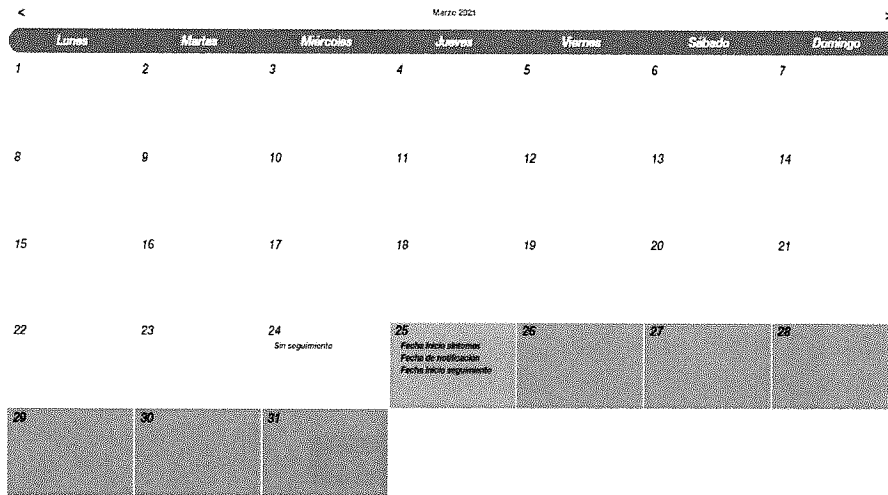 < Marzo 2021 >
Lunes Martes Miércoles Jueves Viernes Sábado Domingo
1 2 3 4 5 6 7
8 9 10 11 12 13 14
15 16 17 18 19 20 21
22 23 24 25 26 27 28
Sin seguimiento
Fecha inicio síntomas
Fecha de notificación
Fecha inicio seguimiento
29 30 31